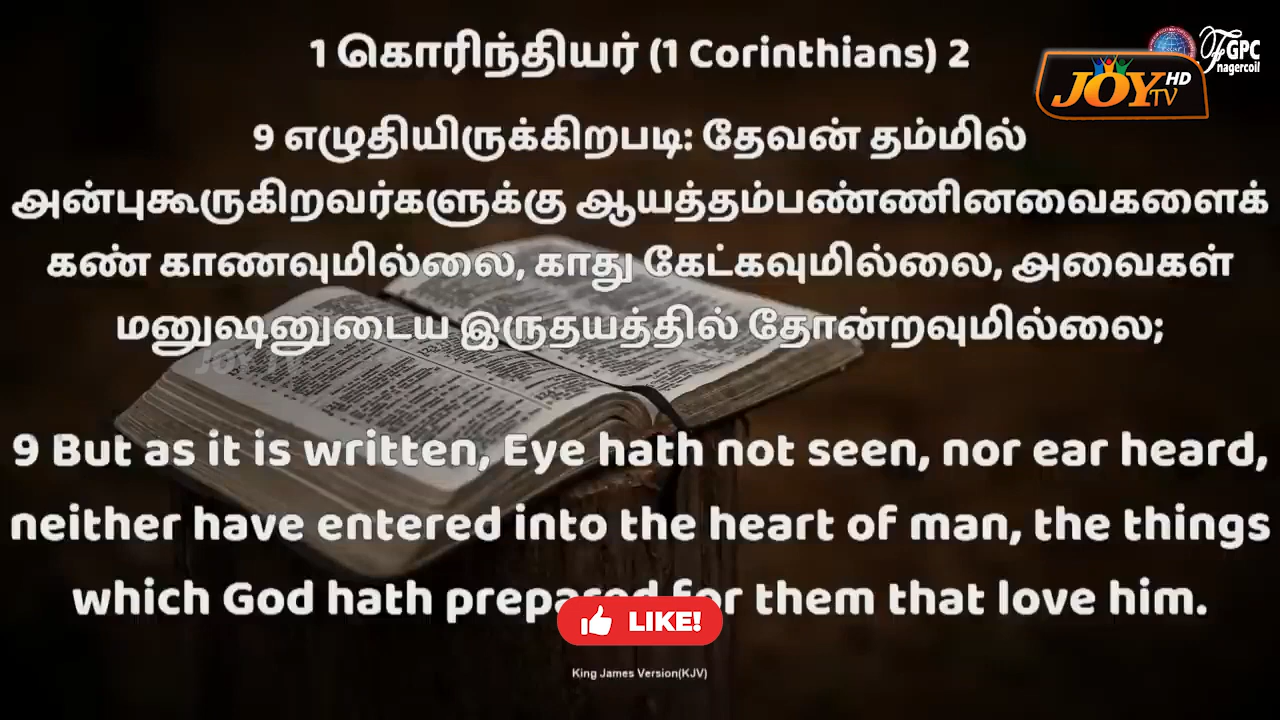 1 கொரிந்தியர் (1 Corinthians) 2
GPC
nagercoil
JOY HD
TV
9 எழுதியிருக்கிறபடி: தேவன் தம்மில்
அன்புகூருகிறவர்களுக்கு ஆயத்தம்பண்ணினவைகளைக்
கண் காணவுமில்லை, காது கேட்கவுமில்லை, அவைகள்
மனுஷனுடைய இருதயத்தில் தோன்றவுமில்லை;
JOY TV
9 But as it is written, Eye hath not seen, nor ear heard,
neither have entered into the heart of man, the things
which God hath prepared for them that love him.
LIKE!
King James Version(KJV)